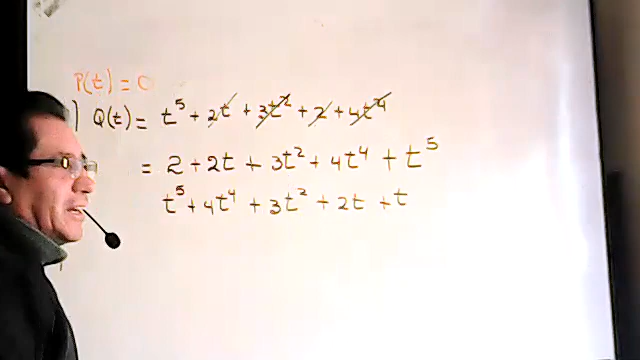 P(t) = 0
) Q(t) = t⁵ + 2t + 3t² + 2 + 4t⁴
= 2 + 2t + 3t² + 4t⁴ + t⁵
t⁵ + 4t⁴ + 3t² + 2t + t